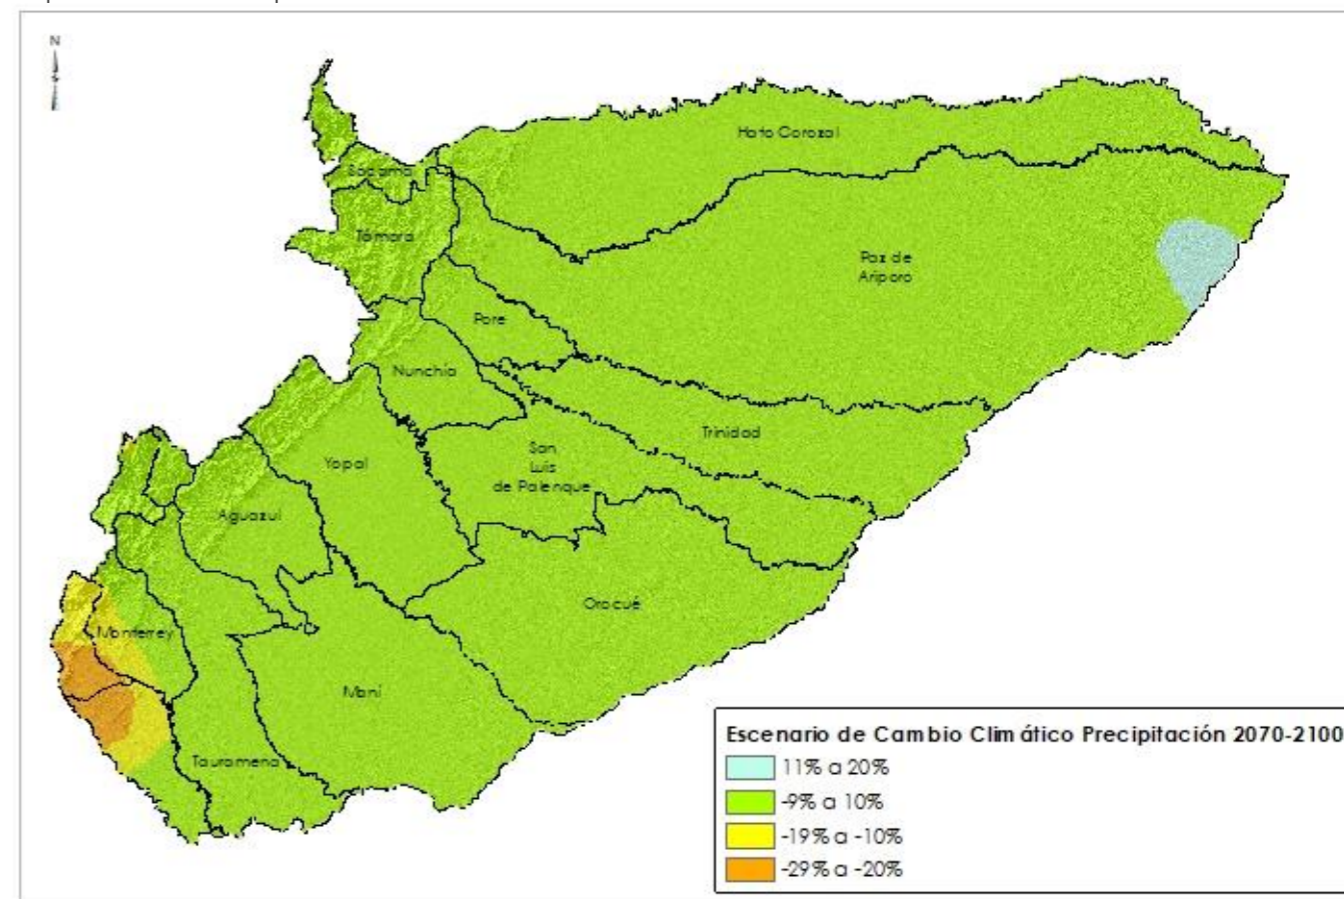 N
Hato Corozal
Sácama
Támara
Paz de
Ariporo
Pore
Nunchía
Trinidad
San
Luis
de Palenque
Yopal
Aguazul
Orocué
Monterrey
Maní
Tauramena
Escenario de Cambio Climático Precipitación 2070-2100
11% a 20%
-9% a 10%
-19% a -10%
-29% a -20%